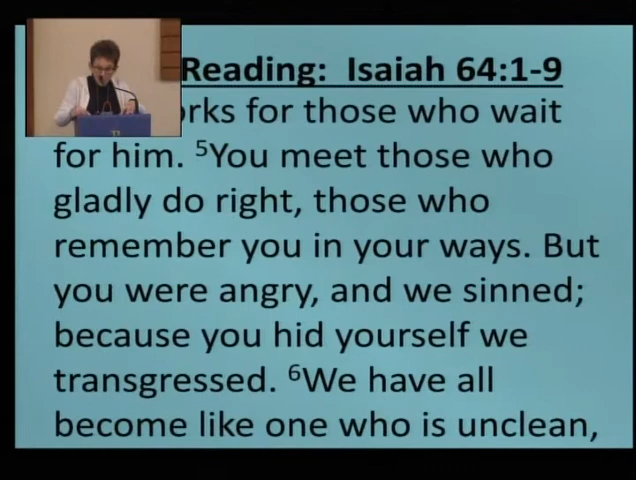 Reading: Isaiah 64:1-9
orks for those who wait
for him. ⁵You meet those who
gladly do right, those who
remember you in your ways. But
you were angry, and we sinned;
because you hid yourself we
transgressed. ⁶We have all
become like one who is unclean,